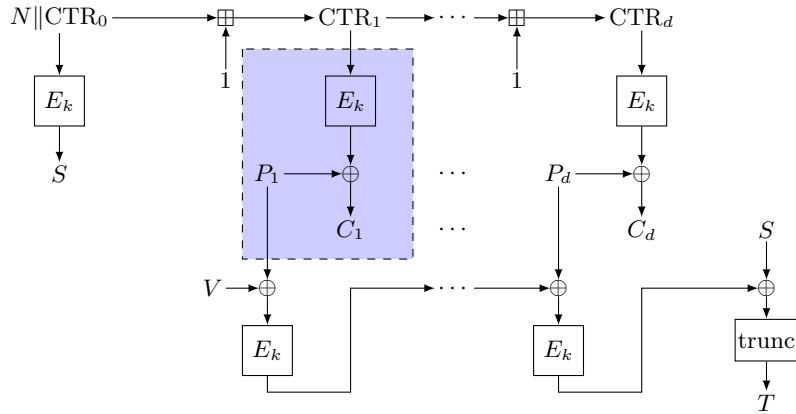 N∥CTR₀ CTR₁ ··· CTR_d
1 1
E_k E_k E_k
S P₁ ··· P_d
C₁ ··· C_d S
V ···
E_k E_k trunc
T